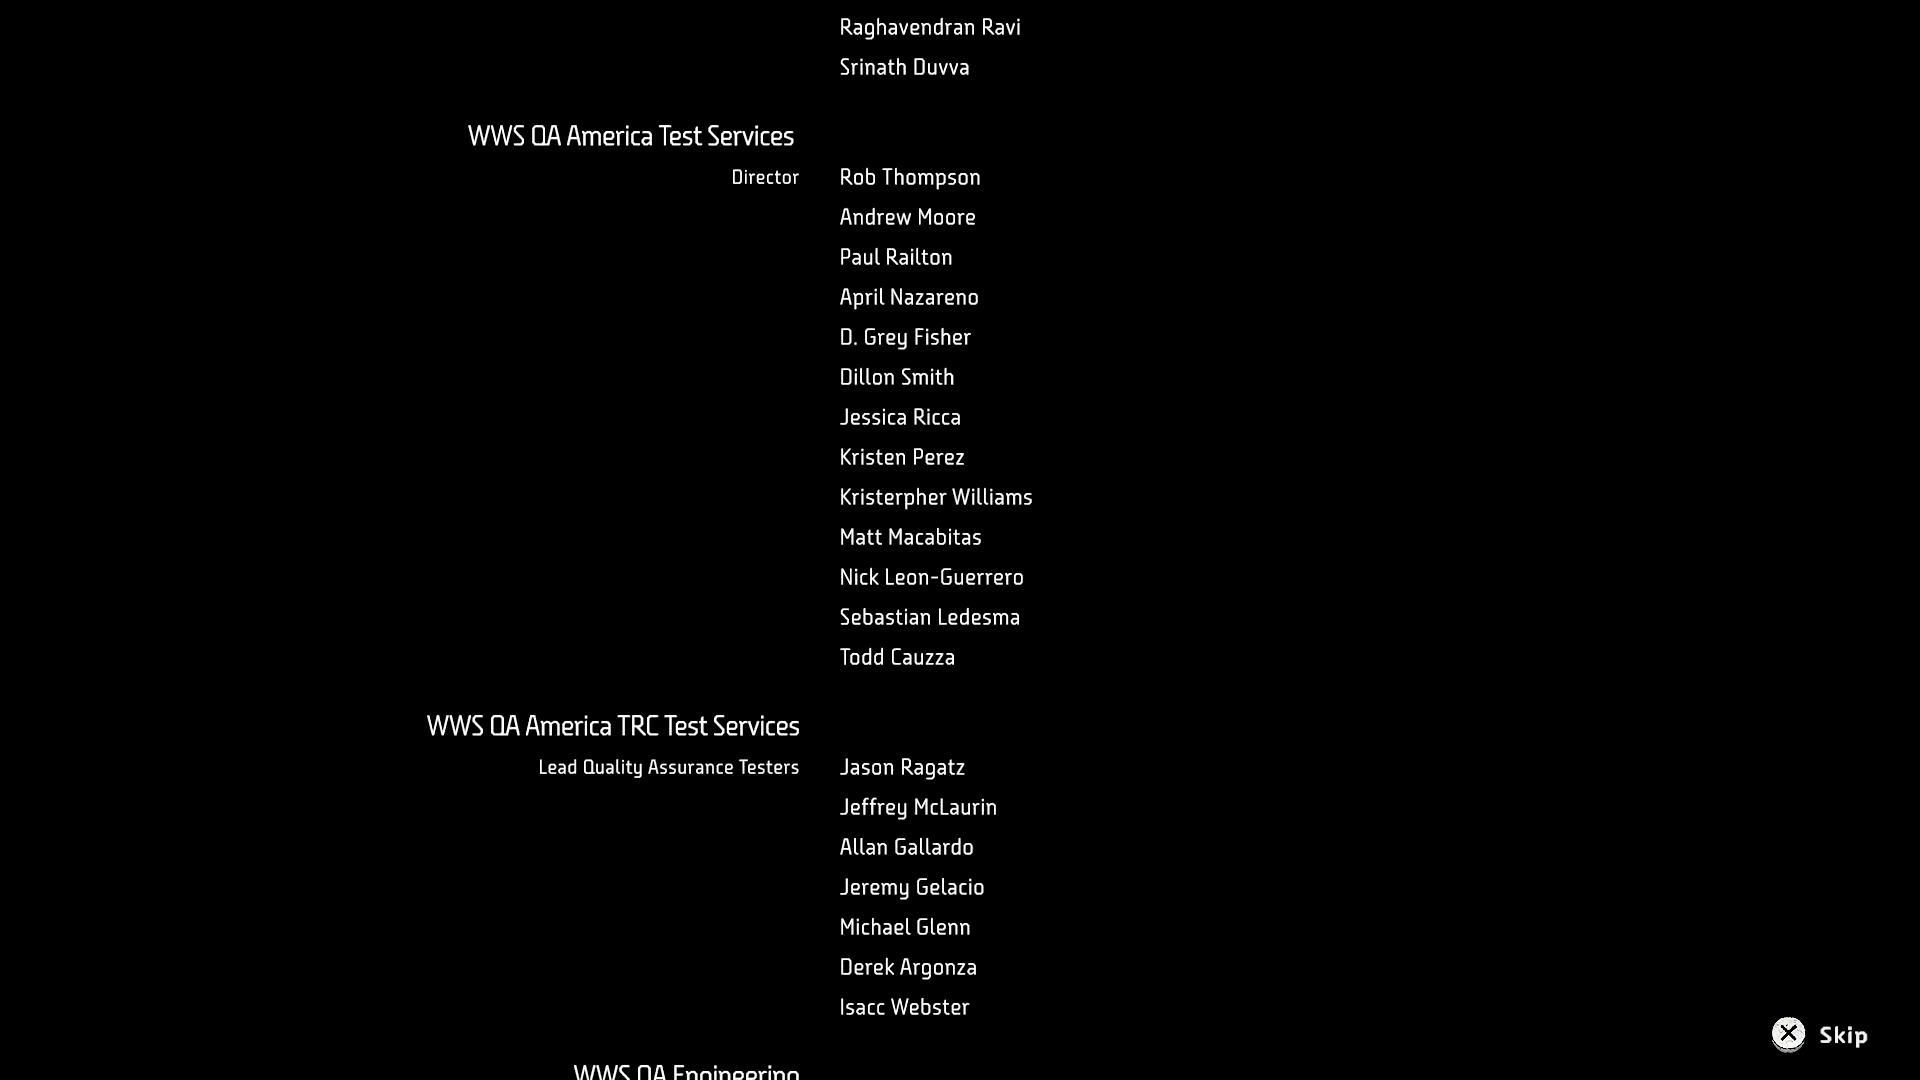 Raghavendran Ravi
Srinath Duvva
WWS QA America Test Services
Director Rob Thompson
Andrew Moore
Paul Railton
April Nazareno
D. Grey Fisher
Dillon Smith
Jessica Ricca
Kristen Perez
Kristerpher Williams
Matt Macabitas
Nick Leon-Guerrero
Sebastian Ledesma
Todd Cauzza
WWS QA America TRC Test Services
Lead Quality Assurance Testers Jason Ragatz
Jeffrey McLaurin
Allan Gallardo
Jeremy Gelacio
Michael Glenn
Derek Argonza
Isacc Webster
WWS QA Engineering
Skip